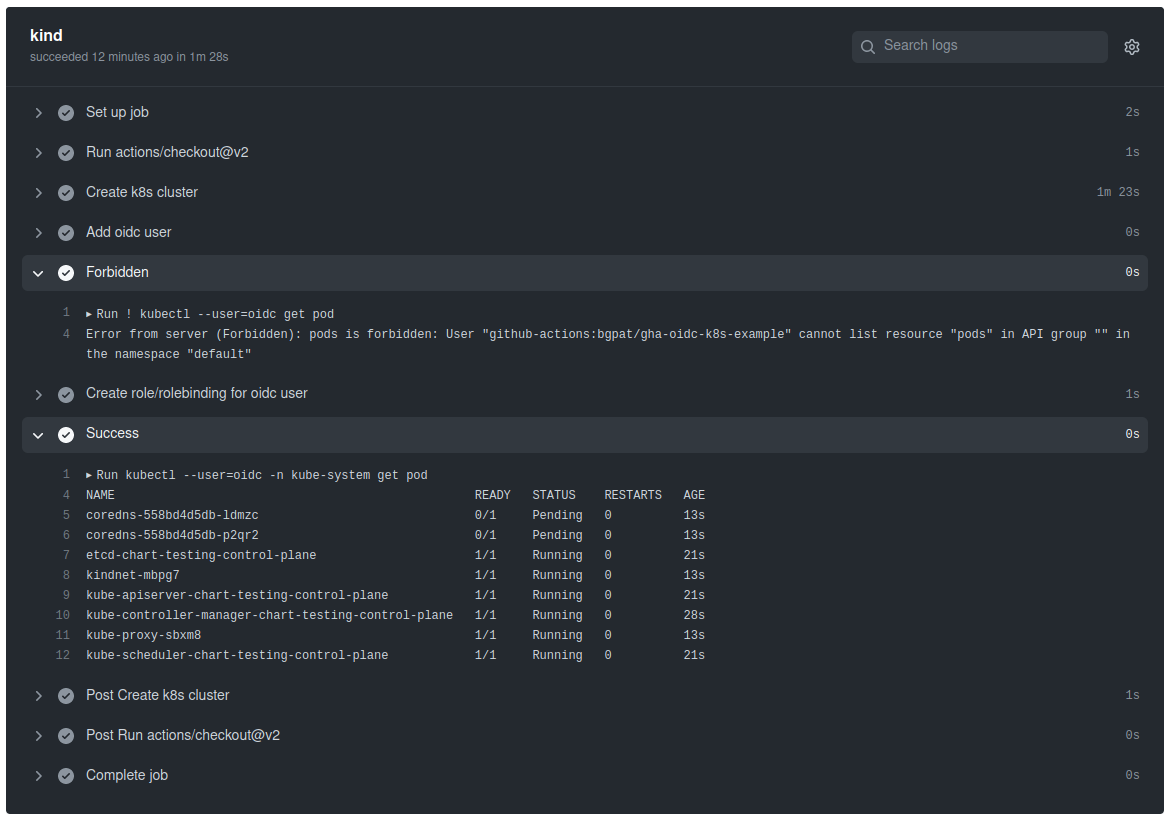 kind
succeeded 12 minutes ago in 1m 28s
Search logs
Set up job 2s
Run actions/checkout@v2 1s
Create k8s cluster 1m 23s
Add oidc user 0s
Forbidden 0s
1 ▸ Run ! kubectl --user=oidc get pod
4 Error from server (Forbidden): pods is forbidden: User "github-actions:bgpat/gha-oidc-k8s-example" cannot list resource "pods" in API group "" in
the namespace "default"
Create role/rolebinding for oidc user 1s
Success 0s
1 ▸ Run kubectl --user=oidc -n kube-system get pod
4 NAME READY STATUS RESTARTS AGE
5 coredns-558bd4d5db-ldmzc 0/1 Pending 0 13s
6 coredns-558bd4d5db-p2qr2 0/1 Pending 0 13s
7 etcd-chart-testing-control-plane 1/1 Running 0 21s
8 kindnet-mbpg7 1/1 Running 0 13s
9 kube-apiserver-chart-testing-control-plane 1/1 Running 0 21s
10 kube-controller-manager-chart-testing-control-plane 1/1 Running 0 28s
11 kube-proxy-sbxm8 1/1 Running 0 13s
12 kube-scheduler-chart-testing-control-plane 1/1 Running 0 21s
Post Create k8s cluster 1s
Post Run actions/checkout@v2 0s
Complete job 0s